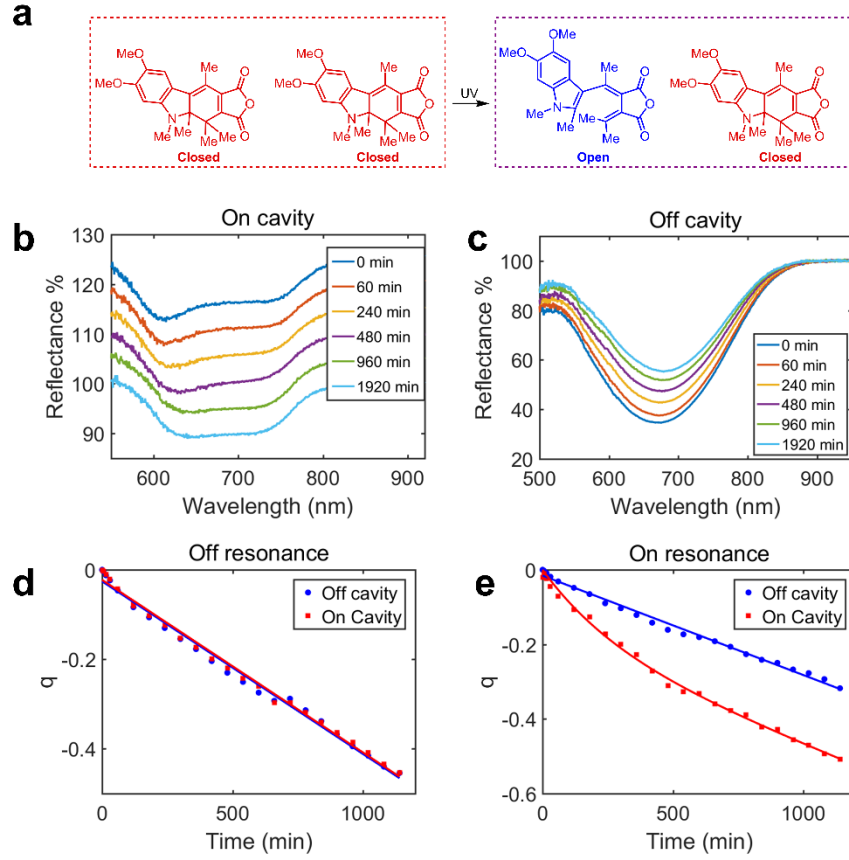 a
MeO
MeO
Me
O
O
O
N
Me
Me
Me
Me
Closed
MeO
MeO
Me
O
O
O
N
Me
Me
Me
Me
Closed
UV
MeO
MeO
Me
O
O
O
N
Me
Me
Me
Me
Open
MeO
MeO
Me
O
O
O
N
Me
Me
Me
Me
Closed
b
On cavity
Reflectance %
130
120
110
100
90
600 700 800 900
Wavelength (nm)
0 min
60 min
240 min
480 min
960 min
1920 min
c
Off cavity
Reflectance %
100
80
60
40
20
500 600 700 800 900
Wavelength (nm)
0 min
60 min
240 min
480 min
960 min
1920 min
d
Off resonance
q
0
-0.2
-0.4
0 500 1000
Time (min)
Off cavity
On Cavity
e
On resonance
q
0
-0.2
-0.4
-0.6
0 500 1000
Time (min)
Off cavity
On Cavity